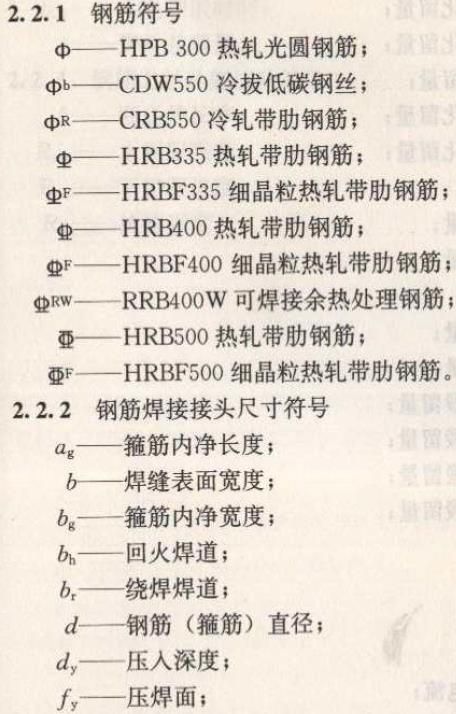 2.2.1 钢筋符号
Φ——HPB 300 热轧光圆钢筋；
Φᵇ——CDW550 冷拔低碳钢丝；
Φᴿ——CRB550 冷轧带肋钢筋；
Φ——HRB335 热轧带肋钢筋；
ΦF——HRBF335 细晶粒热轧带肋钢筋；
Φ——HRB400 热轧带肋钢筋；
ΦF——HRBF400 细晶粒热轧带肋钢筋；
ΦRW——RRB400W 可焊接余热处理钢筋；
Φ——HRB500 热轧带肋钢筋；
ΦF——HRBF500 细晶粒热轧带肋钢筋。
2.2.2 钢筋焊接接头尺寸符号
a_g——箍筋内净长度；
b——焊缝表面宽度；
b_g——箍筋内净宽度；
b_h——回火焊道；
b_r——绕焊焊道；
d——钢筋（箍筋）直径；
d_y——压入深度；
f_y——压焊面；